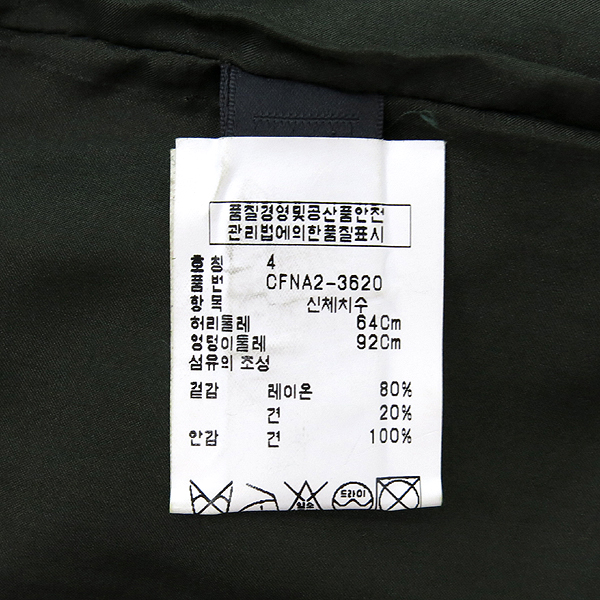 품질경영및공산품안전
관리법에의한품질표시
호칭 4
품번 CFNA2-3620
항목 신체치수
허리둘레 64Cm
엉덩이둘레 92Cm
섬유의 조성
겉감 레이온 80%
견 20%
안감 견 100%
염소 드라이